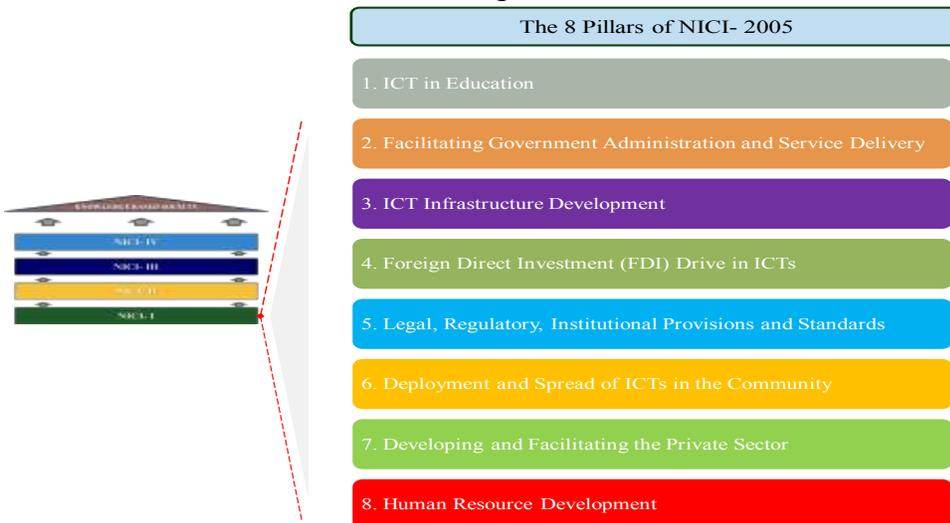 The 8 Pillars of NICI- 2005
1. ICT in Education
2. Facilitating Government Administration and Service Delivery
3. ICT Infrastructure Development
4. Foreign Direct Investment (FDI) Drive in ICTs
5. Legal, Regulatory, Institutional Provisions and Standards
6. Deployment and Spread of ICTs in the Community
7. Developing and Facilitating the Private Sector
8. Human Resource Development
NICI-IV
NICI-III
NICI-I